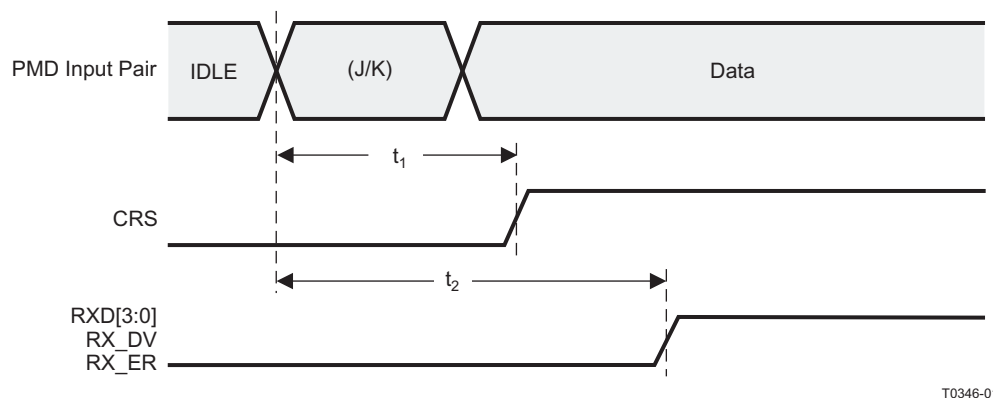 PMD Input Pair
IDLE
(J/K)
Data
t1
CRS
t2
RXD[3:0]
RX_DV
RX_ER
T0346-0